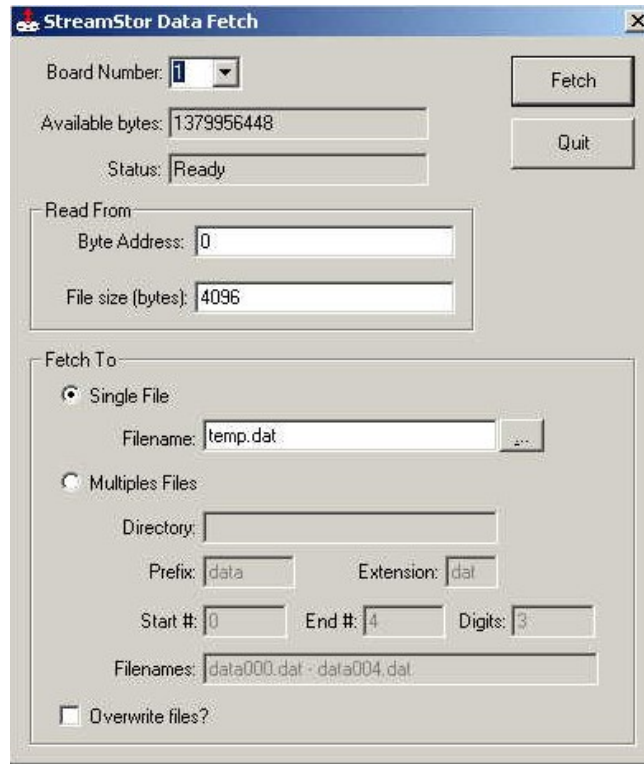 StreamStor Data Fetch
Board Number: 1
Fetch
Available bytes: 1379956448
Quit
Status: Ready
Read From
Byte Address: 0
File size (bytes): 4096
Fetch To
Single File
Filename: temp.dat ...
Multiples Files
Directory:
Prefix: data Extension: dat
Start #: 0 End #: 4 Digits: 3
Filenames: data000.dat - data004.dat
Overwrite files?